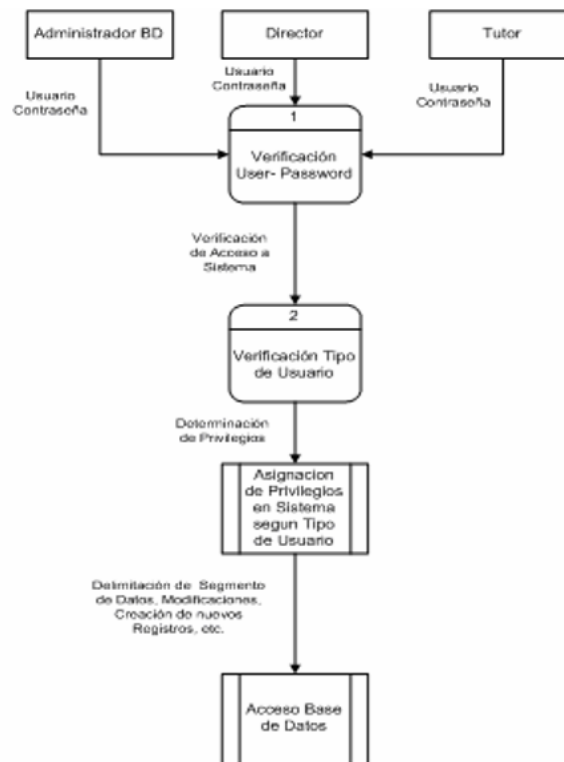 Administrador BD
Director
Tutor
Usuario
Contraseña
Usuario
Contraseña
Usuario
Contraseña
1
Verificación
User- Password
Verificación
de Acceso a
Sistema
2
Verificación Tipo
de Usuario
Determinación
de Privilegios
Asignacion
de Privilegios
en Sistema
segun Tipo
de Usuario
Delimitación de Segmento
de Datos, Modificaciones,
Creación de nuevos
Registros, etc.
Acceso Base
de Datos